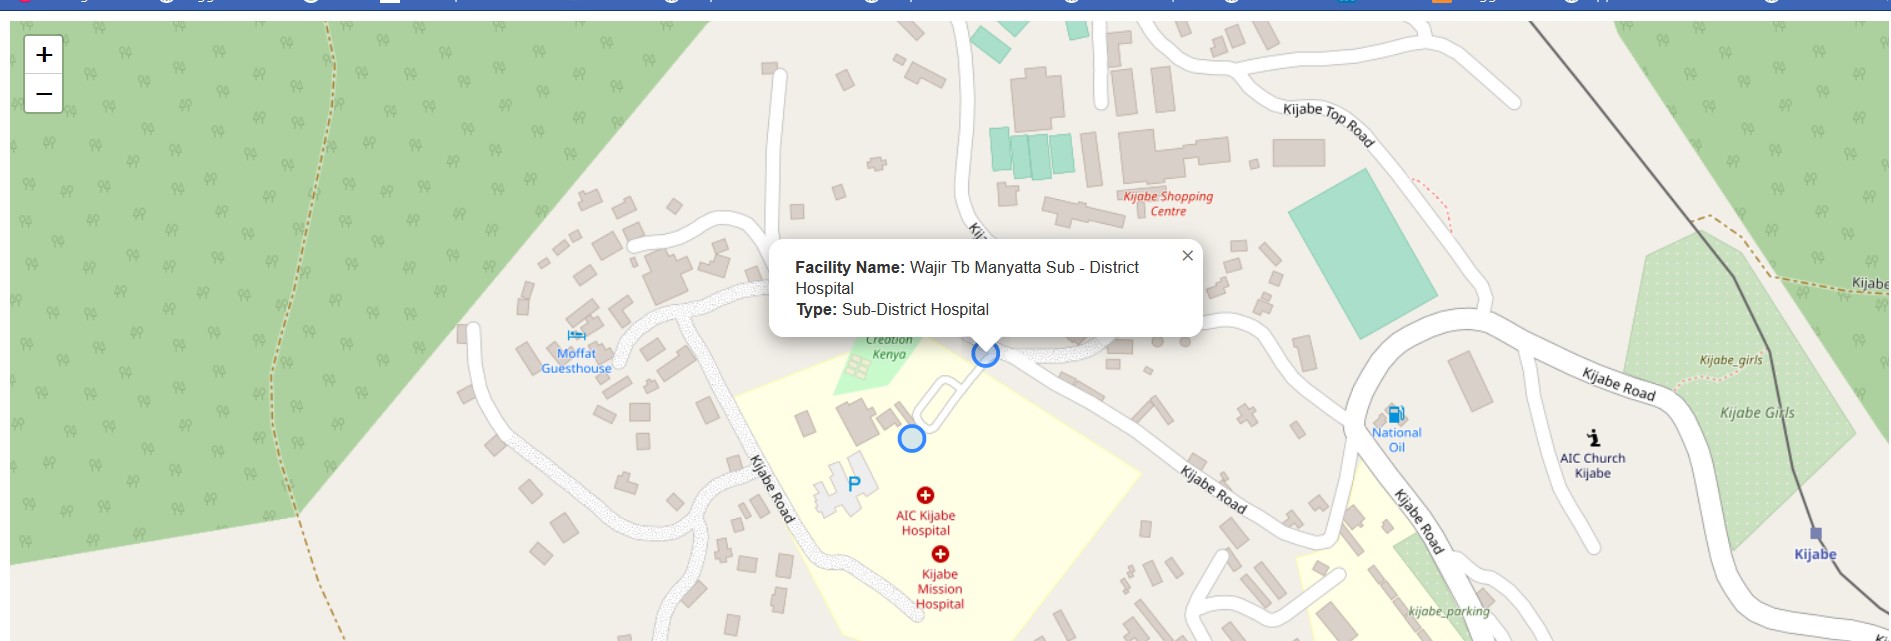 +
−
Kijabe Top Road
Kijabe Shopping
Centre
×
Facility Name: Wajir Tb Manyatta Sub - District
Hospital
Type: Sub-District Hospital
Creation
Kenya
Moffat
Guesthouse
Kijabe_girls
Kijabe Road
Kijabe Girls
National
Oil
AIC Church
Kijabe
Kijabe Road
Kijabe Road
P
Kijabe Road
AIC Kijabe
Hospital
Kijabe
Kijabe
Mission
Hospital
kijabe_parking